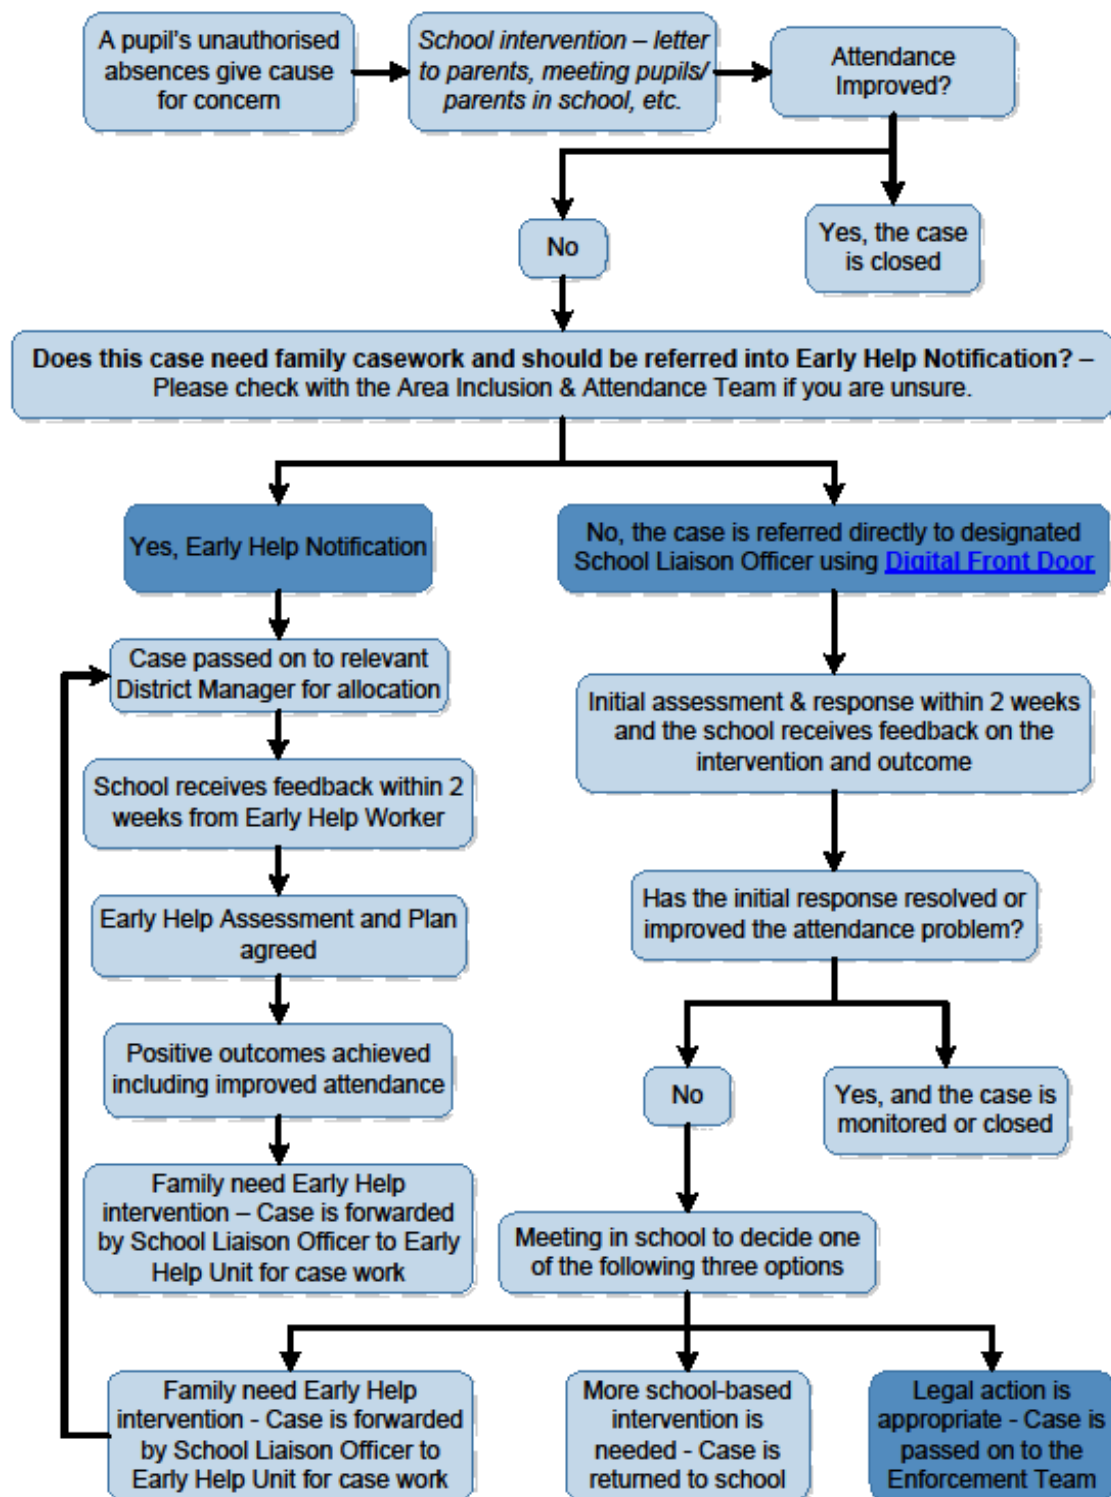 A pupil's unauthorised
absences give cause
for concern
School intervention – letter
to parents, meeting pupils/
parents in school, etc.
Attendance
Improved?
No
Yes, the case
is closed
Does this case need family casework and should be referred into Early Help Notification? –
Please check with the Area Inclusion & Attendance Team if you are unsure.
Yes, Early Help Notification
No, the case is referred directly to designated
School Liaison Officer using Digital Front Door
Case passed on to relevant
District Manager for allocation
Initial assessment & response within 2 weeks
and the school receives feedback on the
intervention and outcome
School receives feedback within 2
weeks from Early Help Worker
Has the initial response resolved or
improved the attendance problem?
Early Help Assessment and Plan
agreed
Positive outcomes achieved
including improved attendance
No
Yes, and the case is
monitored or closed
Family need Early Help
intervention – Case is forwarded
by School Liaison Officer to Early
Help Unit for case work
Meeting in school to decide one
of the following three options
Family need Early Help
intervention - Case is forwarded
by School Liaison Officer to
Early Help Unit for case work
More school-based
intervention is
needed - Case is
returned to school
Legal action is
appropriate - Case is
passed on to the
Enforcement Team